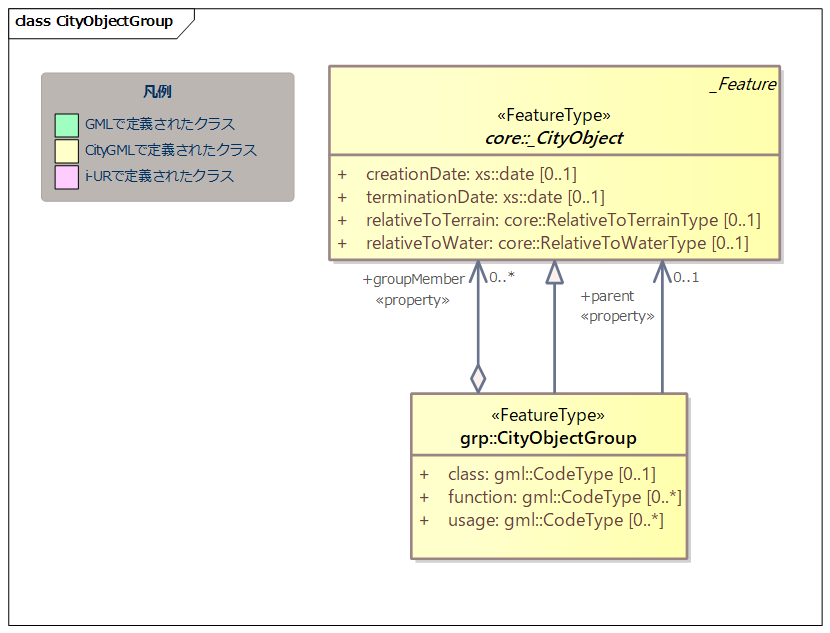 class CityObjectGroup
凡例
GMLで定義されたクラス
CityGMLで定義されたクラス
i-URで定義されたクラス
_Feature
«FeatureType»
core::_CityObject
+ creationDate: xs::date [0..1]
+ terminationDate: xs::date [0..1]
+ relativeToTerrain: core::RelativeToTerrainType [0..1]
+ relativeToWater: core::RelativeToWaterType [0..1]
+groupMember 0..*
«property»
+parent 0..1
«property»
«FeatureType»
grp::CityObjectGroup
+ class: gml::CodeType [0..1]
+ function: gml::CodeType [0..*]
+ usage: gml::CodeType [0..*]